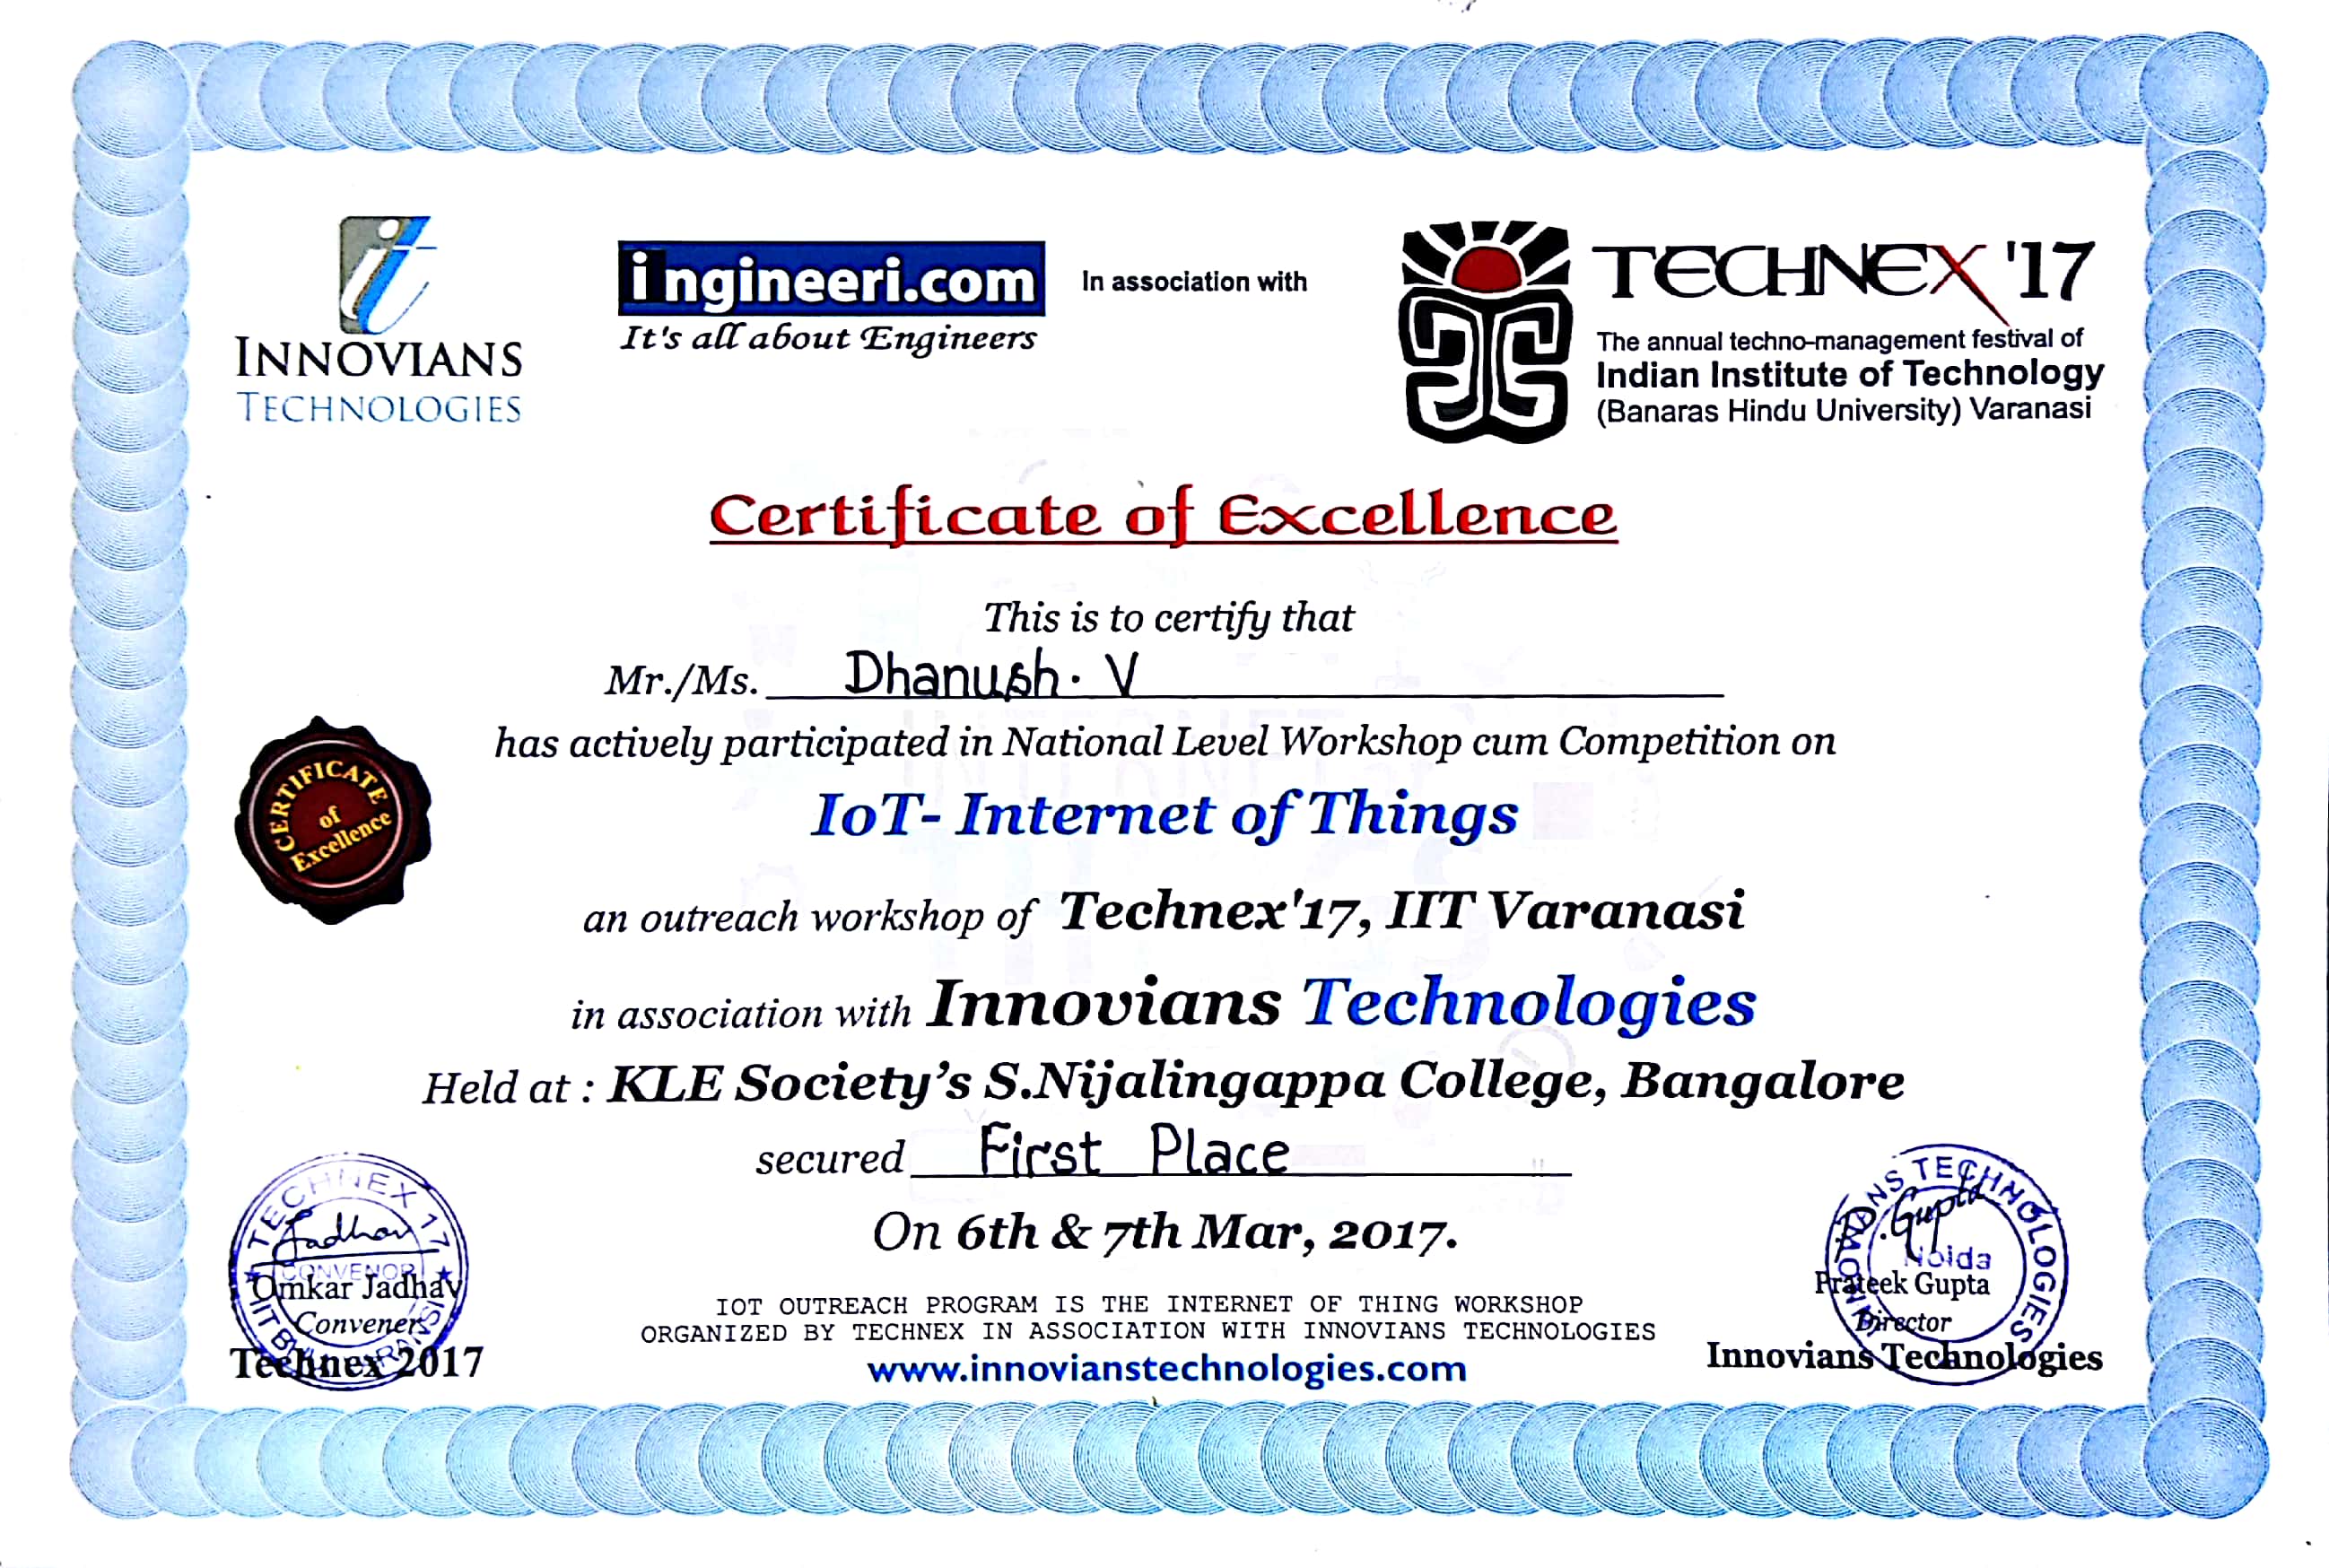 INNOVIANS
TECHNOLOGIES
ingineeri.com
It's all about Engineers
In association with
TECHNEX '17
The annual techno-management festival of
Indian Institute of Technology
(Banaras Hindu University) Varanasi
Certificate of Excellence
This is to certify that
Mr./Ms. Dhanush. V
has actively participated in National Level Workshop cum Competition on
CERTIFICATE
of
Excellence
IoT- Internet of Things
an outreach workshop of Technex'17, IIT Varanasi
in association with Innovians Technologies
Held at : KLE Society's S.Nijalingappa College, Bangalore
secured First Place
On 6th & 7th Mar, 2017.
TECHNEX 17
Jadhav
CONVENOR
Omkar Jadhav
Convener
Technex 2017
IOT OUTREACH PROGRAM IS THE INTERNET OF THING WORKSHOP
ORGANIZED BY TECHNEX IN ASSOCIATION WITH INNOVIANS TECHNOLOGIES
www.innovianstechnologies.com
INNOVIANS TECHNOLOGIES
P. Gupta
Noida
Prateek Gupta
Director
Innovians Technologies